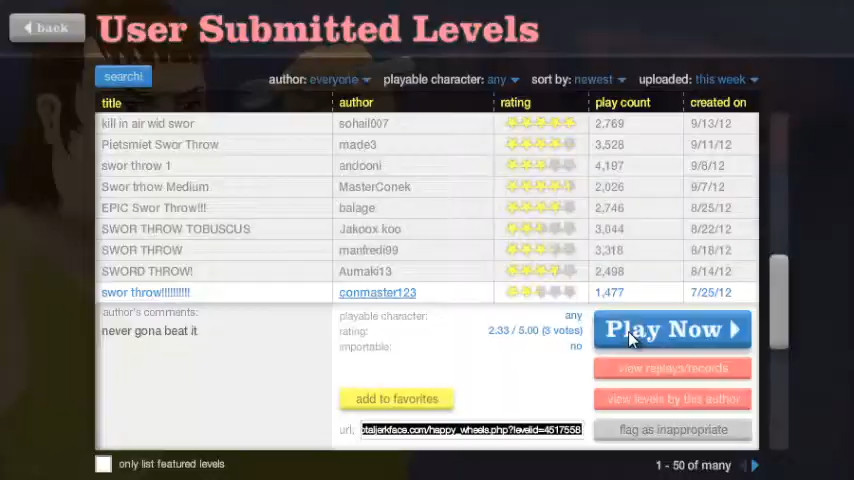 back
User Submitted Levels
search!
author: everyone playable character: any sort by: newest uploaded: this week
title author rating play count created on
kill in air wid swor sohail007 2,769 9/13/12
Pietsmiet Swor Throw made3 3,528 9/11/12
swor throw 1 andooni 4,197 9/8/12
Swor trhow Medium MasterConek 2,026 9/7/12
EPIC Swor Throw!!! balage 2,746 8/25/12
SWOR THROW TOBUSCUS Jakoox koo 3,044 8/22/12
SWOR THROW manfredi99 3,318 8/18/12
SWORD THROW! Aumaki13 2,498 8/14/12
swor throw!!!!!!!!!! conmaster123 1,477 7/25/12
author's comments:
never gona beat it
playable character: any
rating: 2.33 / 5.00 (3 votes)
importable: no
Play Now
view replays/records
add to favorites
view levels by this author
url: otaljerkface.com/happy_wheels.php?levelid=4517558
flag as inappropriate
only list featured levels
1 - 50 of many